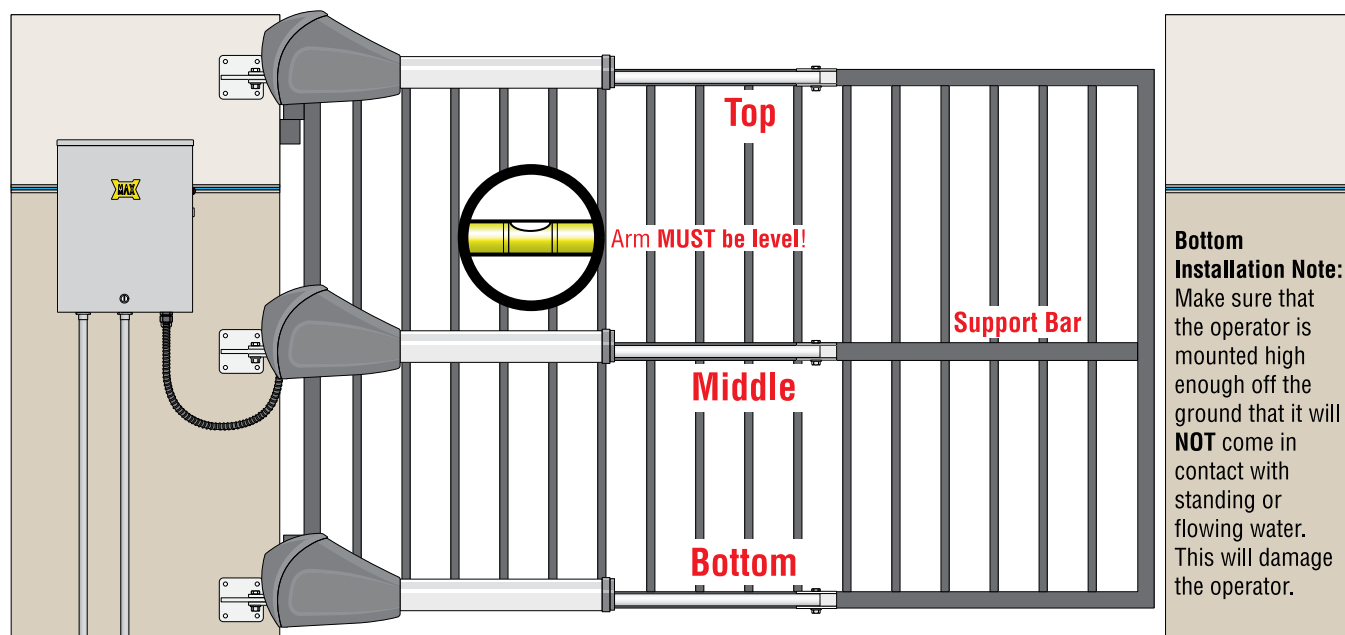 MAX
Top
Arm MUST be level!
Support Bar
Middle
Bottom
Bottom
Installation Note:
Make sure that
the operator is
mounted high
enough off the
ground that it will
NOT come in
contact with
standing or
flowing water.
This will damage
the operator.